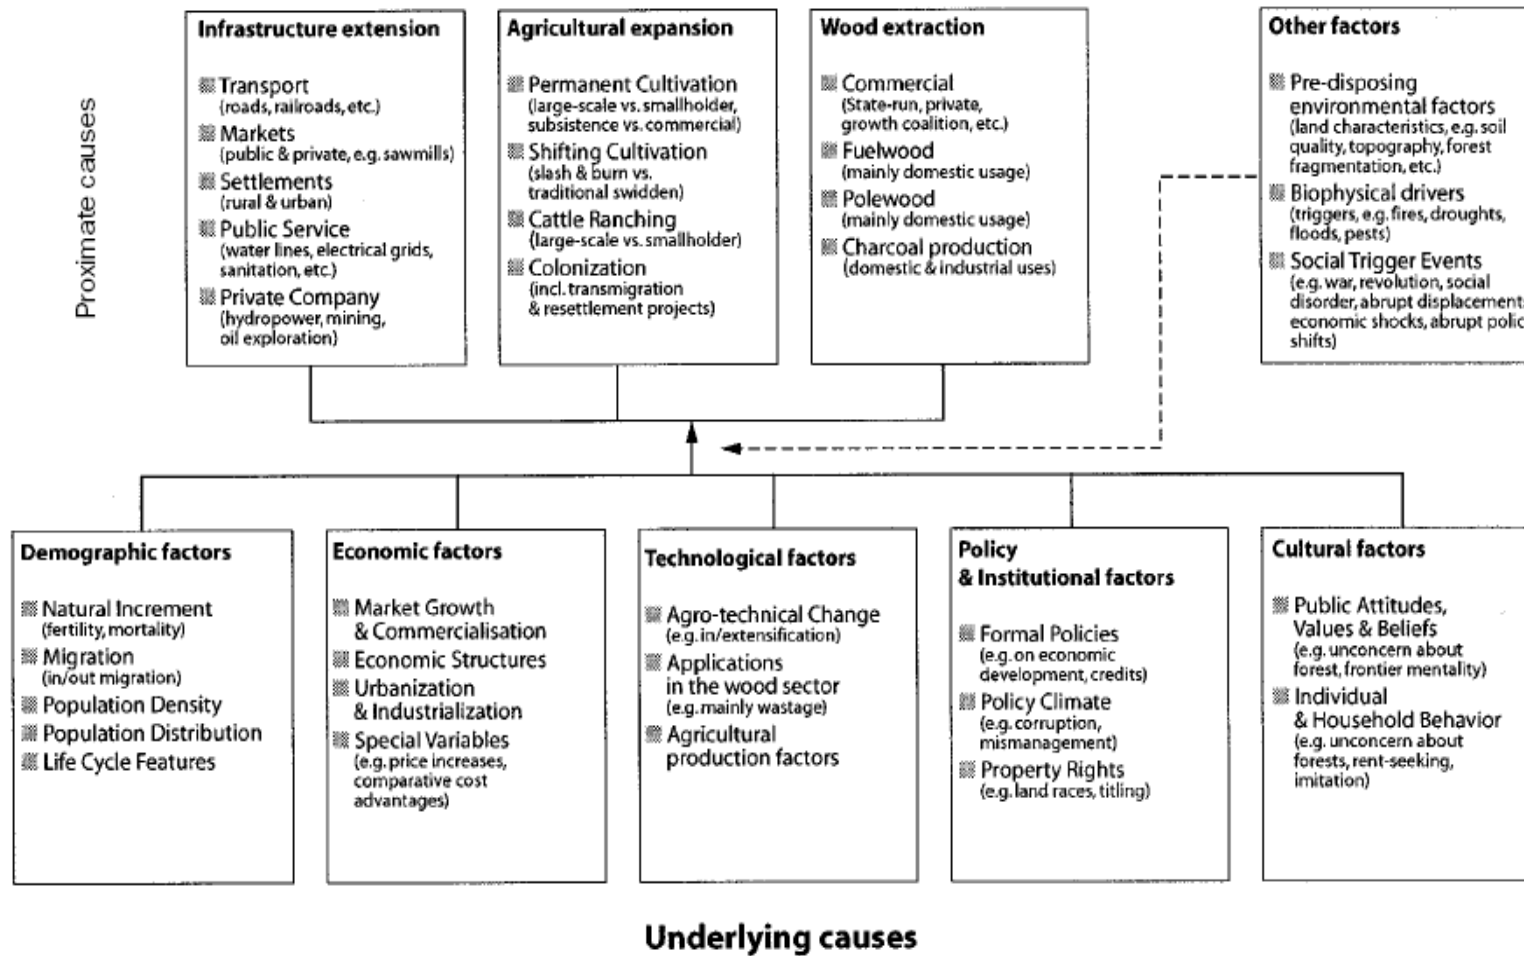 Proximate causes
Infrastructure extension
Transport
(roads, railroads, etc.)
Markets
(public & private, e.g. sawmills)
Settlements
(rural & urban)
Public Service
(water lines, electrical grids,
sanitation, etc.)
Private Company
(hydropower, mining,
oil exploration)
Agricultural expansion
Permanent Cultivation
(large-scale vs. smallholder,
subsistence vs. commercial)
Shifting Cultivation
(slash & burn vs.
traditional swidden)
Cattle Ranching
(large-scale vs. smallholder)
Colonization
(incl. transmigration
& resettlement projects)
Wood extraction
Commercial
(State-run, private,
growth coalition, etc.)
Fuelwood
(mainly domestic usage)
Polewood
(mainly domestic usage)
Charcoal production
(domestic & industrial uses)
Other factors
Pre-disposing
environmental factors
(land characteristics, e.g. soil
quality, topography, forest
fragmentation, etc.)
Biophysical drivers
(triggers, e.g. fires, droughts,
floods, pests)
Social Trigger Events
(e.g. war, revolution, social
disorder, abrupt displacements
economic shocks, abrupt polic
shifts)
Demographic factors
Natural Increment
(fertility, mortality)
Migration
(in/out migration)
Population Density
Population Distribution
Life Cycle Features
Economic factors
Market Growth
& Commercialisation
Economic Structures
Urbanization
& Industrialization
Special Variables
(e.g. price increases,
comparative cost
advantages)
Technological factors
Agro-technical Change
(e.g. in/extensification)
Applications
in the wood sector
(e.g. mainly wastage)
Agricultural
production factors
Policy
& Institutional factors
Formal Policies
(e.g. on economic
development, credits)
Policy Climate
(e.g. corruption,
mismanagement)
Property Rights
(e.g. land races, titling)
Cultural factors
Public Attitudes,
Values & Beliefs
(e.g. unconcern about
forest, frontier mentality)
Individual
& Household Behavior
(e.g. unconcern about
forests, rent-seeking,
imitation)
Underlying causes